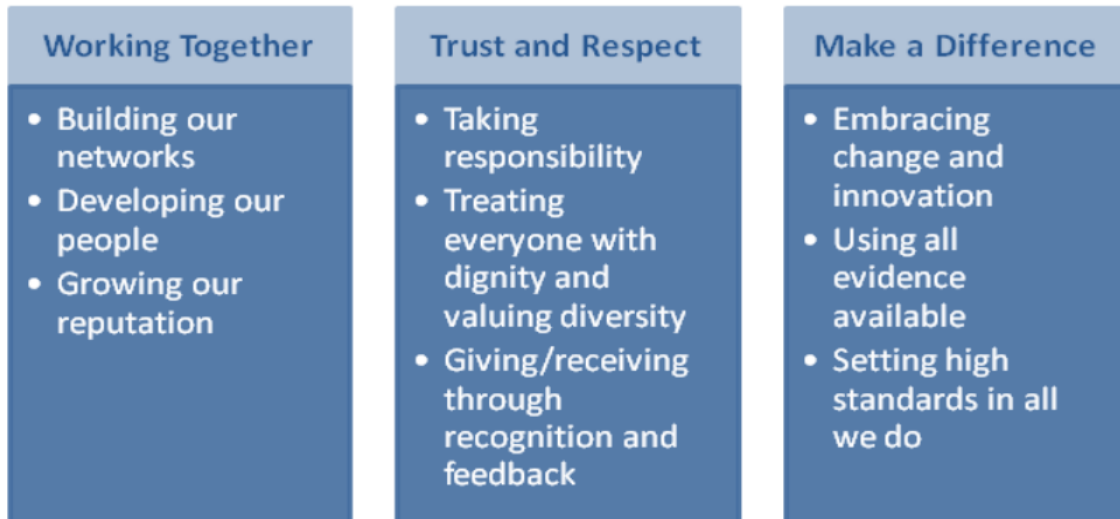 Working Together
• Building our
networks
• Developing our
people
• Growing our
reputation
Trust and Respect
• Taking
responsibility
• Treating
everyone with
dignity and
valuing diversity
• Giving/receiving
through
recognition and
feedback
Make a Difference
• Embracing
change and
innovation
• Using all
evidence
available
• Setting high
standards in all
we do